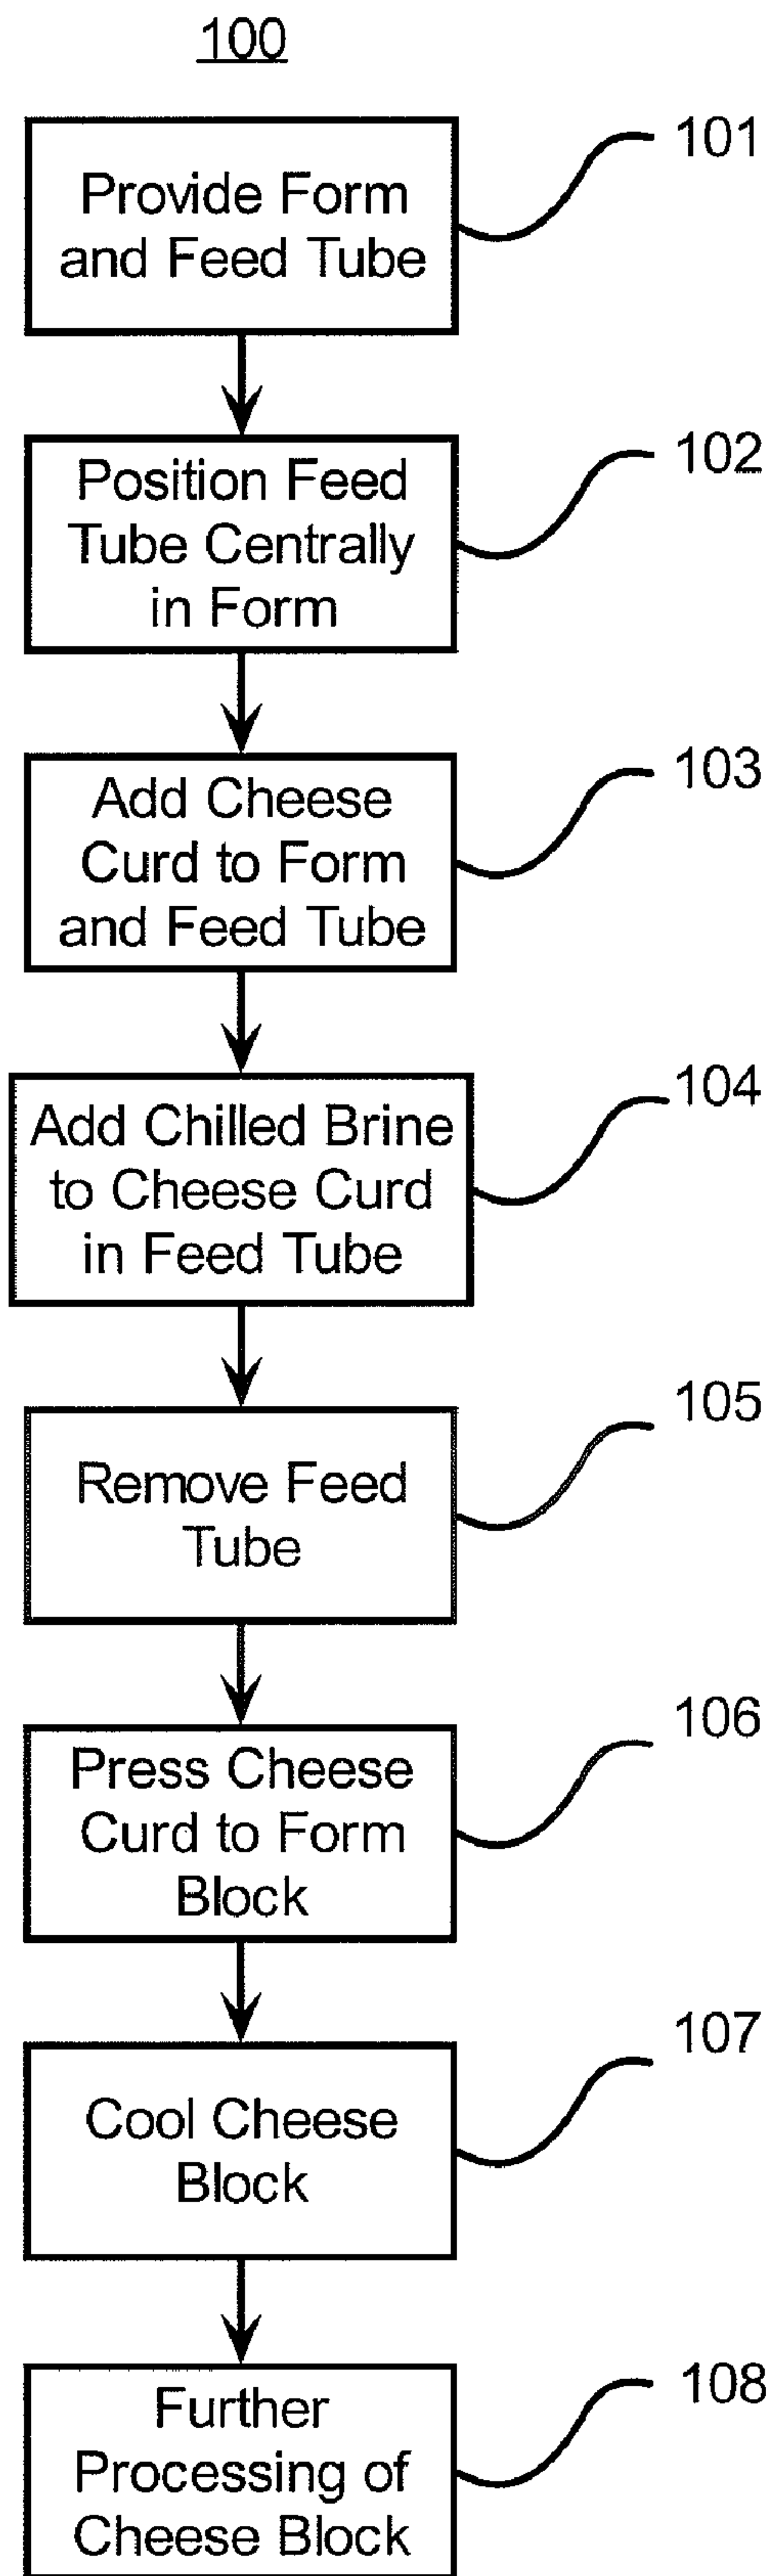 100
Provide Form
and Feed Tube
101
Position Feed
Tube Centrally
in Form
102
Add Cheese
Curd to Form
and Feed Tube
103
Add Chilled Brine
to Cheese Curd
in Feed Tube
104
Remove Feed
Tube
105
Press Cheese
Curd to Form
Block
106
Cool Cheese
Block
107
Further
Processing of
Cheese Block
108